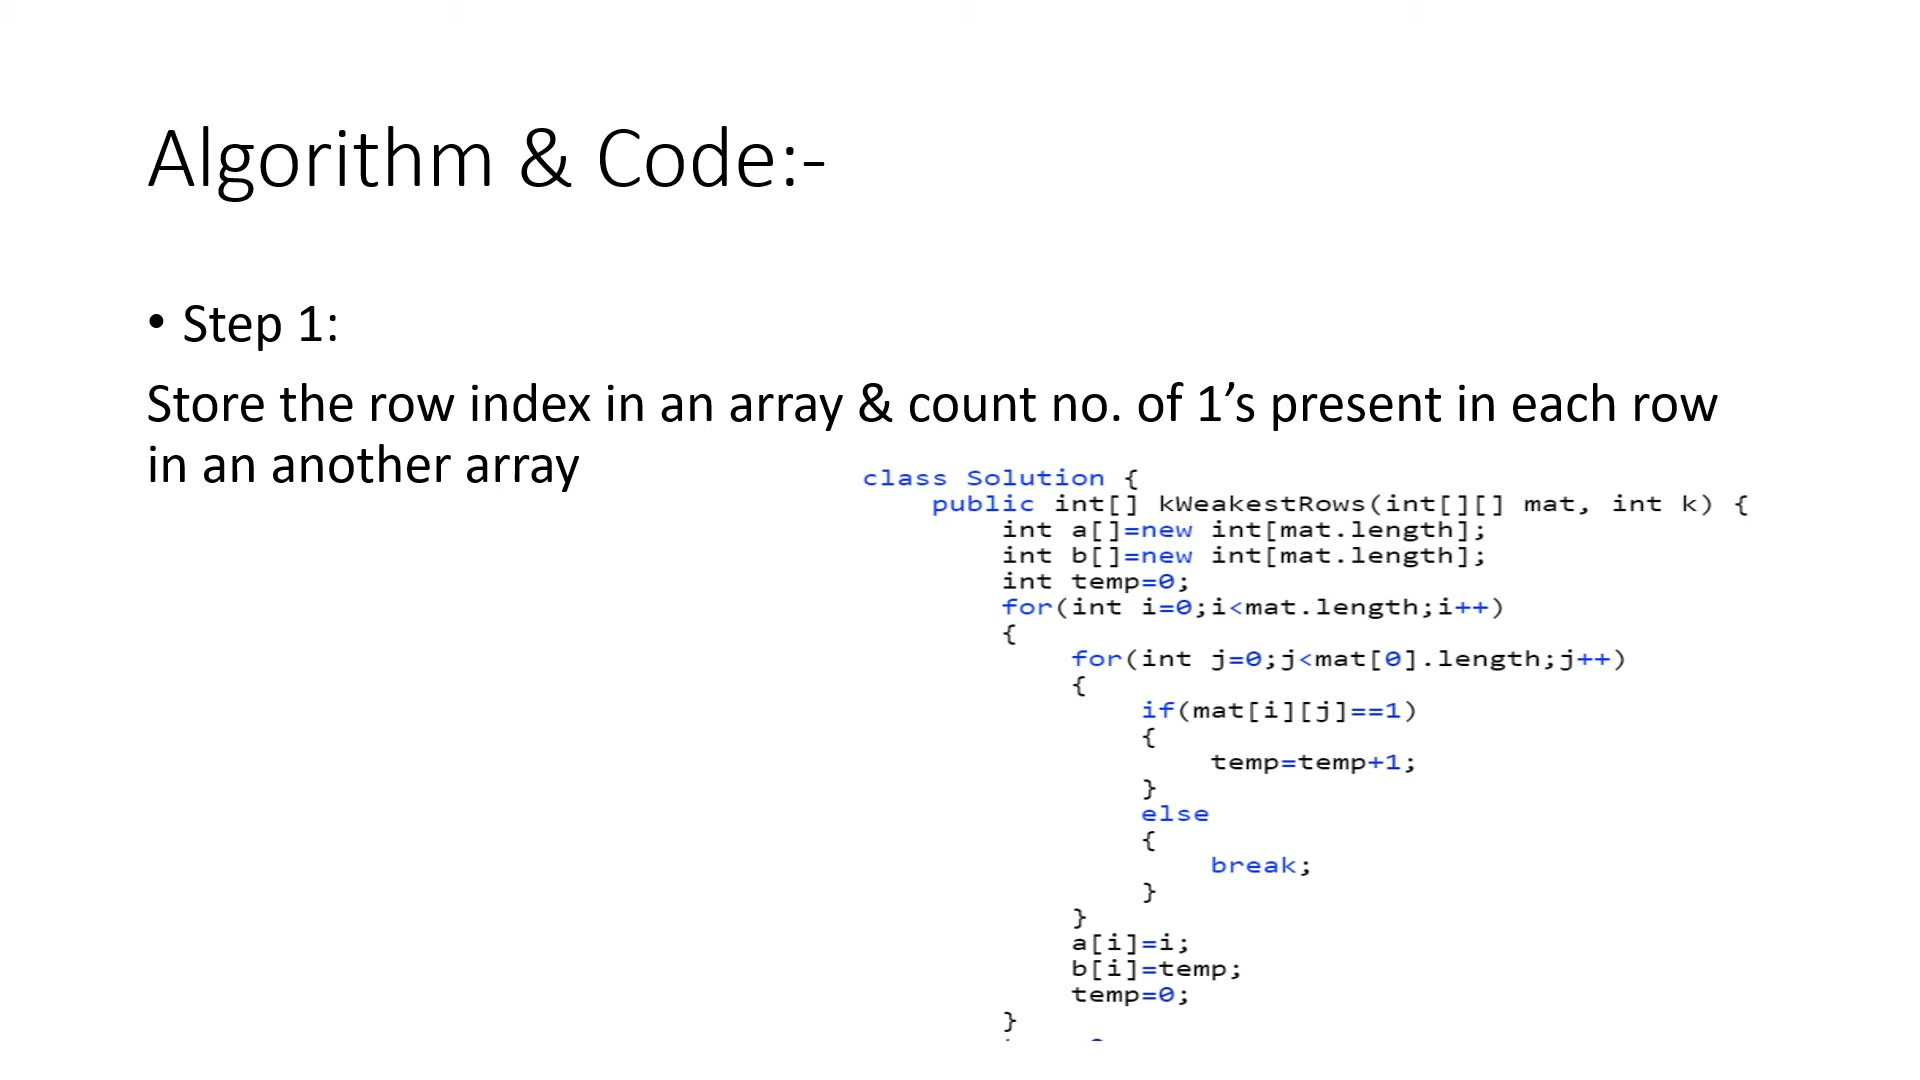 Algorithm & Code:-
• Step 1:
Store the row index in an array & count no. of 1’s present in each row
in an another array
class Solution {
    public int[] kWeakestRows(int[][] mat, int k) {
        int a[]=new int[mat.length];
        int b[]=new int[mat.length];
        int temp=0;
        for(int i=0;i<mat.length;i++)
        {
            for(int j=0;j<mat[0].length;j++)
            {
                if(mat[i][j]==1)
                {
                    temp=temp+1;
                }
                else
                {
                    break;
                }
            }
            a[i]=i;
            b[i]=temp;
            temp=0;
        }